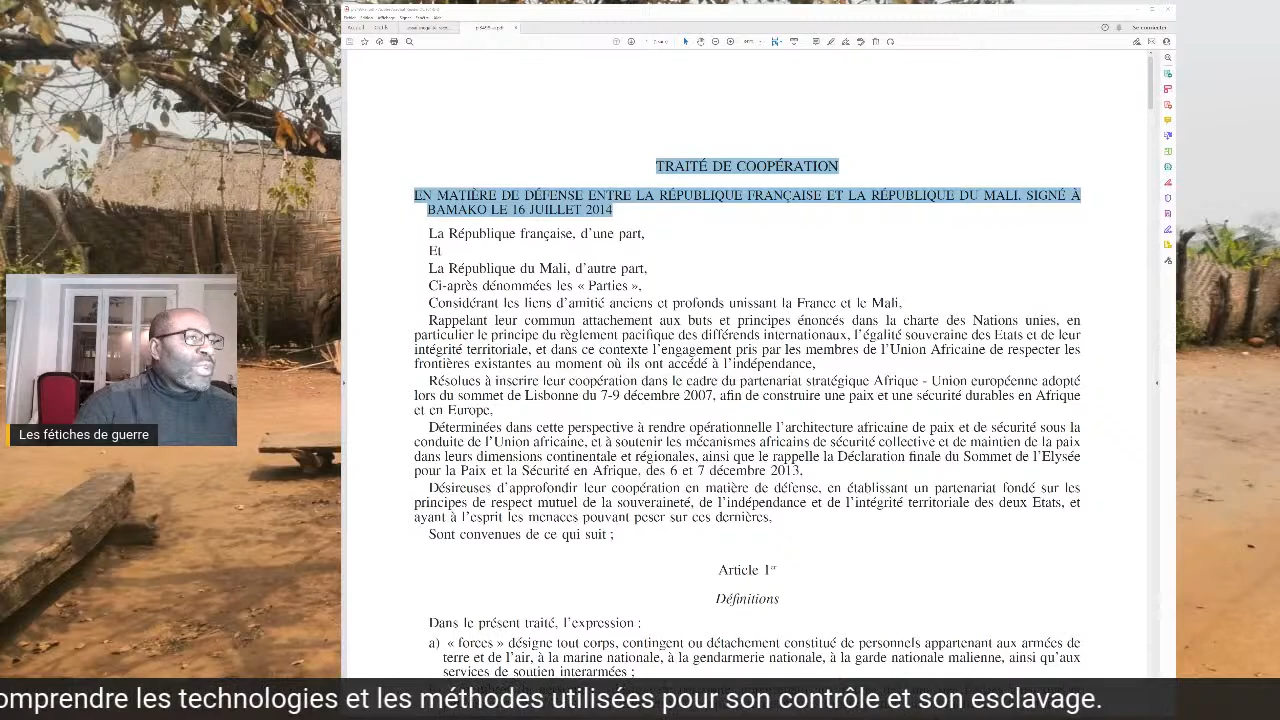 Se connecter
TRAITÉ DE COOPÉRATION
EN MATIÈRE DE DÉFENSE ENTRE LA RÉPUBLIQUE FRANÇAISE ET LA RÉPUBLIQUE DU MALI, SIGNÉ À
BAMAKO LE 16 JUILLET 2014
La République française, d'une part,
Et
La République du Mali, d'autre part,
Ci-après dénommées les « Parties »,
Considérant les liens d'amitié anciens et profonds unissant la France et le Mali,
Rappelant leur commun attachement aux buts et principes énoncés dans la charte des Nations unies, en
particulier le principe du règlement pacifique des différends internationaux, l'égalité souveraine des Etats et de leur
intégrité territoriale, et dans ce contexte l'engagement pris par les membres de l'Union Africaine de respecter les
frontières existantes au moment où ils ont accédé à l'indépendance,
Résolues à inscrire leur coopération dans le cadre du partenariat stratégique Afrique - Union européenne adopté
lors du sommet de Lisbonne du 7-9 décembre 2007, afin de construire une paix et une sécurité durables en Afrique
et en Europe,
Déterminées dans cette perspective à rendre opérationnelle l'architecture africaine de paix et de sécurité sous la
conduite de l'Union africaine, et à soutenir les mécanismes africains de sécurité collective et de maintien de la paix
dans leurs dimensions continentale et régionales, ainsi que le rappelle la Déclaration finale du Sommet de l'Elysée
pour la Paix et la Sécurité en Afrique, des 6 et 7 décembre 2013,
Désireuses d'approfondir leur coopération en matière de défense, en établissant un partenariat fondé sur les
principes de respect mutuel de la souveraineté, de l'indépendance et de l'intégrité territoriale des deux Etats, et
ayant à l'esprit les menaces pouvant peser sur ces dernières,
Sont convenues de ce qui suit :
Article 1er
Définitions
Dans le présent traité, l'expression :
a) « forces » désigne tout corps, contingent ou détachement constitué de personnels appartenant aux armées de
terre et de l'air, à la marine nationale, à la gendarmerie nationale, à la garde nationale malienne, ainsi qu'aux
services de soutien interarmées ;
Les fétiches de guerre
omprendre les technologies et les méthodes utilisées pour son contrôle et son esclavage.